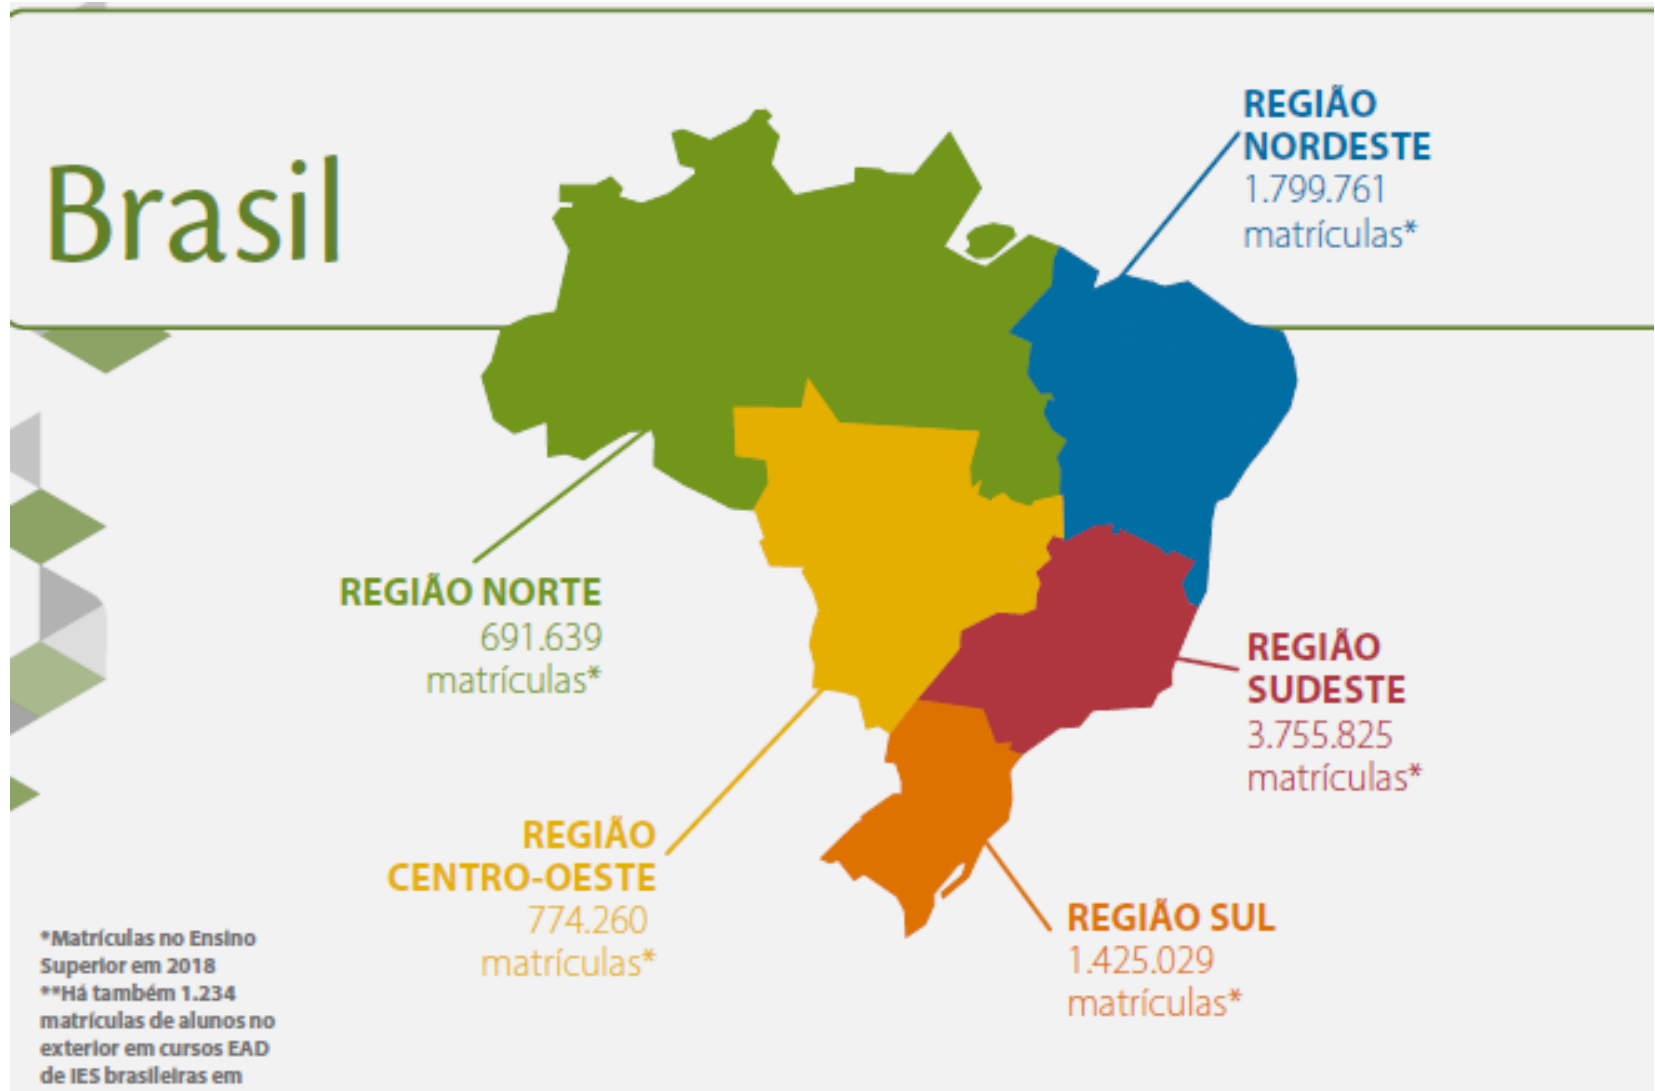 Brasil
REGIÃO
NORDESTE
1.799.761
matrículas*
REGIÃO NORTE
691.639
matrículas*
REGIÃO
SUDESTE
3.755.825
matrículas*
REGIÃO
CENTRO-OESTE
774.260
matrículas*
REGIÃO SUL
1.425.029
matrículas*
*Matrículas no Ensino
Superior em 2018
**Há também 1.234
matrículas de alunos no
exterior em cursos EAD
de IES brasileiras em